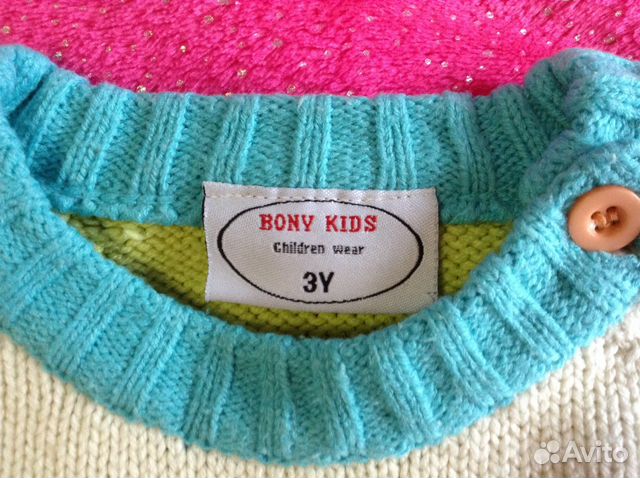 BONY KIDS
Children wear
3Y
Avito